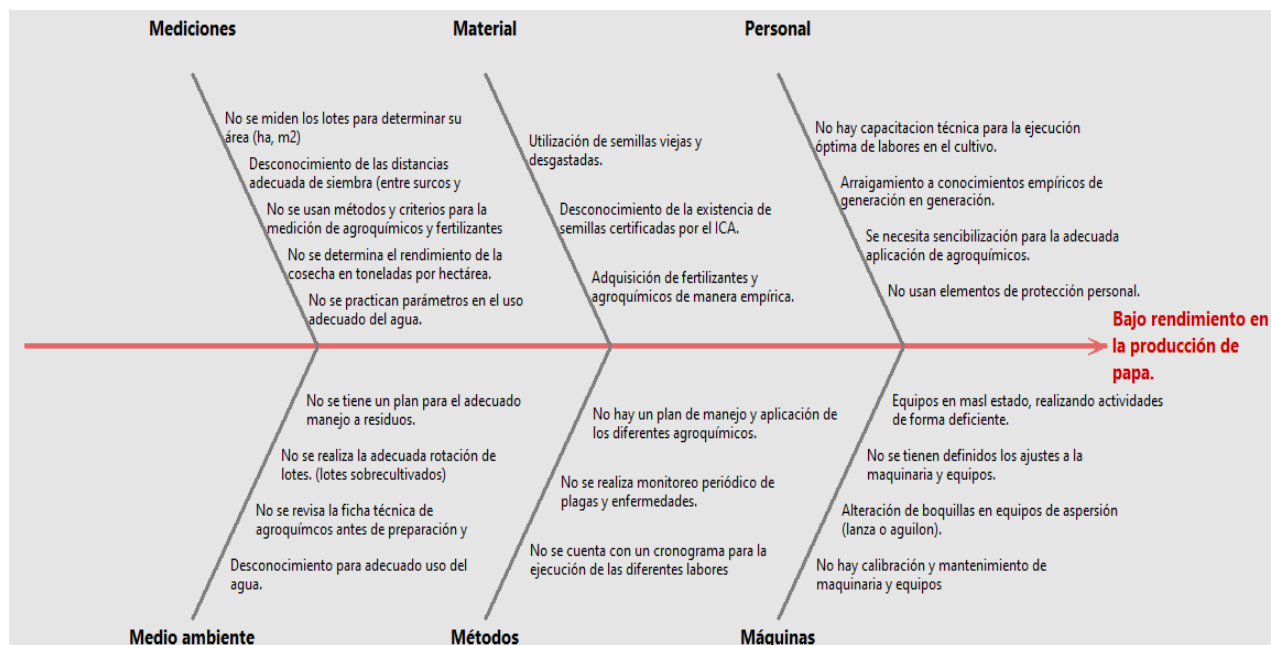 Mediciones
Material
Personal
No se miden los lotes para determinar su
área (ha, m2)
Desconocimiento de las distancias
adecuada de siembra (entre surcos y
No se usan métodos y criterios para la
medición de agroquímicos y fertilizantes
No se determina el rendimiento de la
cosecha en toneladas por hectárea.
No se practican parámetros en el uso
adecuado del agua.
Utilización de semillas viejas y
desgastadas.
Desconocimiento de la existencia de
semillas certificadas por el ICA.
Adquisición de fertilizantes y
agroquímicos de manera empírica.
No hay capacitacion técnica para la ejecución
óptima de labores en el cultivo.
Arraigamiento a conocimientos empíricos de
generación en generación.
Se necesita sencibilización para la adecuada
aplicación de agroquímicos.
No usan elementos de protección personal.
Bajo rendimiento en
la producción de
papa.
No se tiene un plan para el adecuado
manejo a residuos.
No se realiza la adecuada rotación de
lotes. (lotes sobrecultivados)
No se revisa la ficha técnica de
agroquímcos antes de preparación y
Desconocimiento para adecuado uso del
agua.
No hay un plan de manejo y aplicación de
los diferentes agroquímicos.
No se realiza monitoreo periódico de
plagas y enfermedades.
No se cuenta con un cronograma para la
ejecución de las diferentes labores
Equipos en masl estado, realizando actividades
de forma deficiente.
No se tienen definidos los ajustes a la
maquinaria y equipos.
Alteración de boquillas en equipos de aspersión
(lanza o aguilon).
No hay calibración y mantenimiento de
maquinaria y equipos
Medio ambiente
Métodos
Máquinas